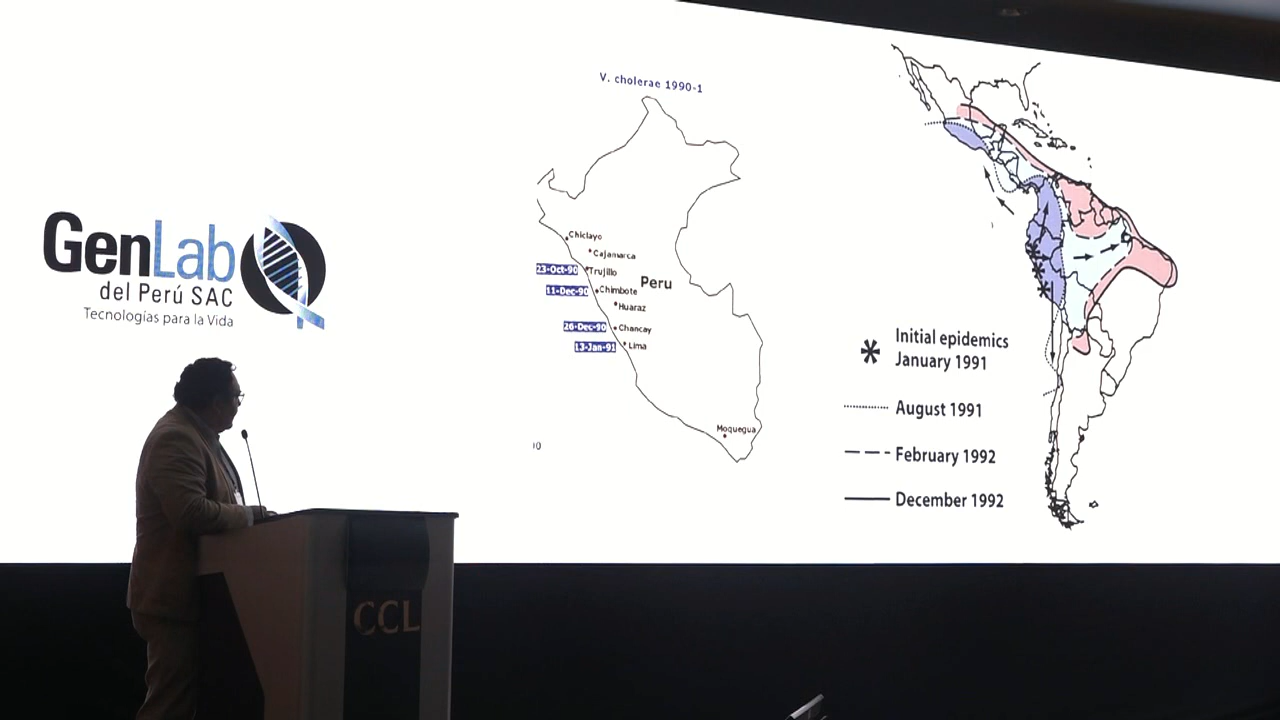 GenLab
del Perú SAC
Tecnologías para la Vida
V. cholerae 1990-1
Chiclayo
Cajamarca
23-Oct-90
Trujillo
Peru
11-Dec-90
Chimbote
Huaraz
26-Dec-90
Chancay
13-Jan-91
Lima
Moquegua
10
* Initial epidemics
January 1991
August 1991
February 1992
December 1992
CCL